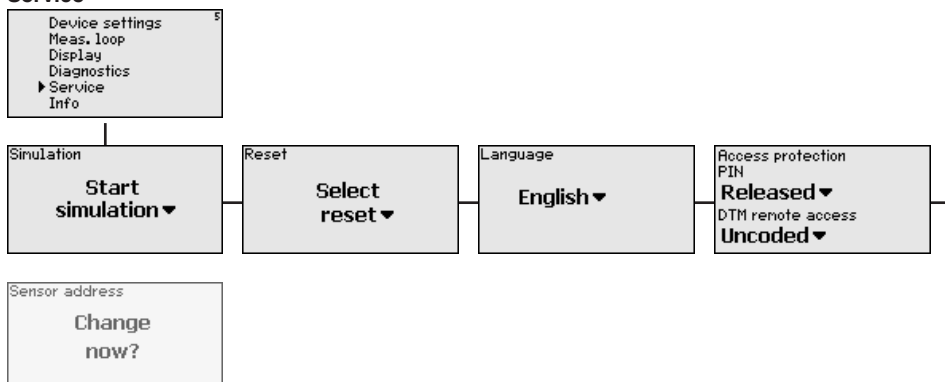 Service
Device settings 5
Meas. loop
Display
Diagnostics
Service
Info
Simulation
Start
simulation
Reset
Select
reset
Language
English
Access protection
PIN
Released
DTM remote access
Uncoded
Sensor address
Change
now?